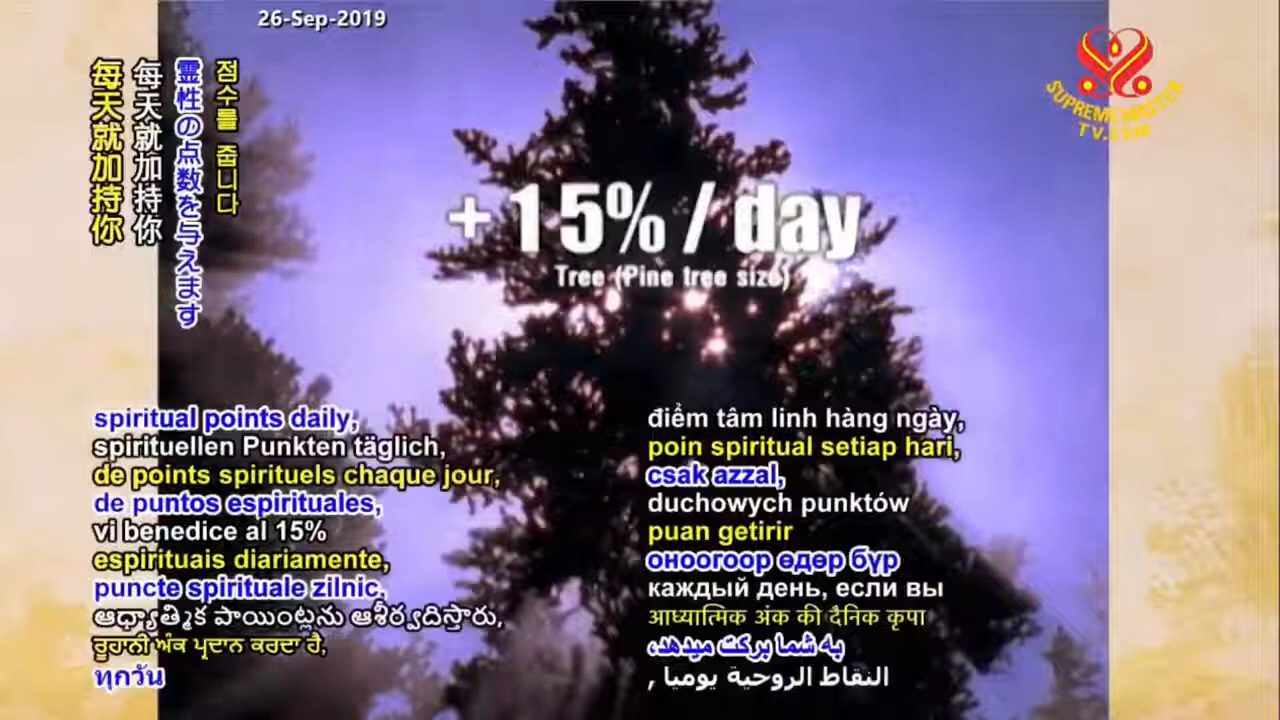 26-Sep-2019
SUPREMEMASTER
TV.COM
每天就加持你
每天就加持你
霊性の点数を与えます
점수를 줍니다
+ 15% / day
Tree (Pine tree size)
spiritual points daily,
spirituellen Punkten täglich,
de points spirituels chaque jour,
de puntos espirituales,
vi benedice al 15%
espirituais diariamente,
puncte spirituale zilnic,
ఆధ్యాత్మిక పాయింట్లను ఆశీర్వదిస్తారు,
ਰੂਹਾਨੀ ਅੰਕ ਪ੍ਰਦਾਨ ਕਰਦਾ ਹੈ,
ทุกวัน
điểm tâm linh hàng ngày,
poin spiritual setiap hari,
csak azzal,
duchowych punktów
puan getirir
оноогоор өдөр бүр
каждый день, если вы
आध्यात्मिक अंक की दैनिक कृपा
به شما برکت میدهد،
النقاط الروحية يوميا ,